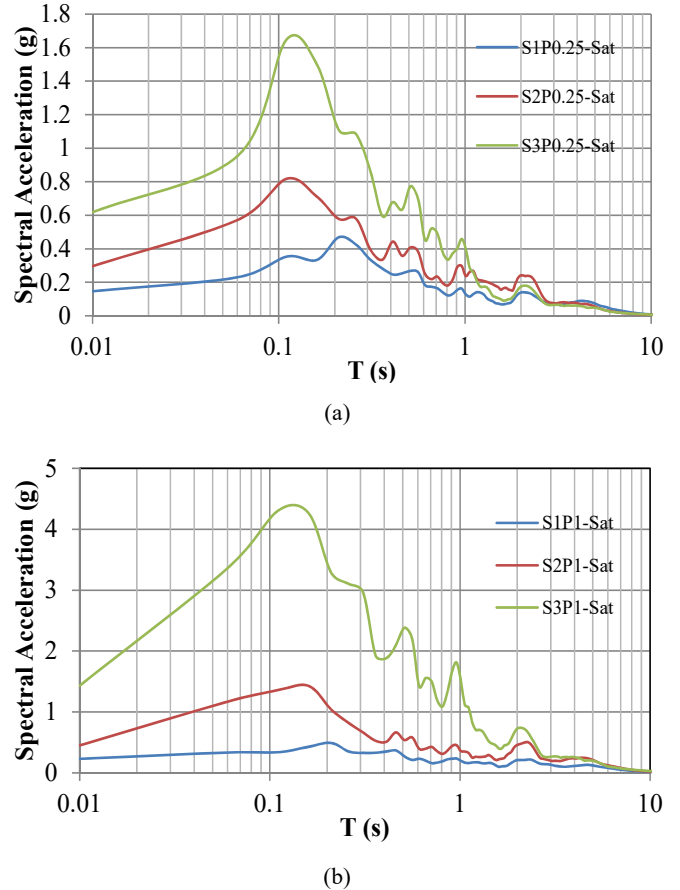 1.8
1.6
1.4
1.2
1
0.8
0.6
0.4
0.2
0
Spectral Acceleration (g)
S1P0.25-Sat
S2P0.25-Sat
S3P0.25-Sat
0.01 0.1 1 10
T (s)
(a)
5
4
3
2
1
0
Spectral Acceleration (g)
S1P1-Sat
S2P1-Sat
S3P1-Sat
0.01 0.1 1 10
T (s)
(b)